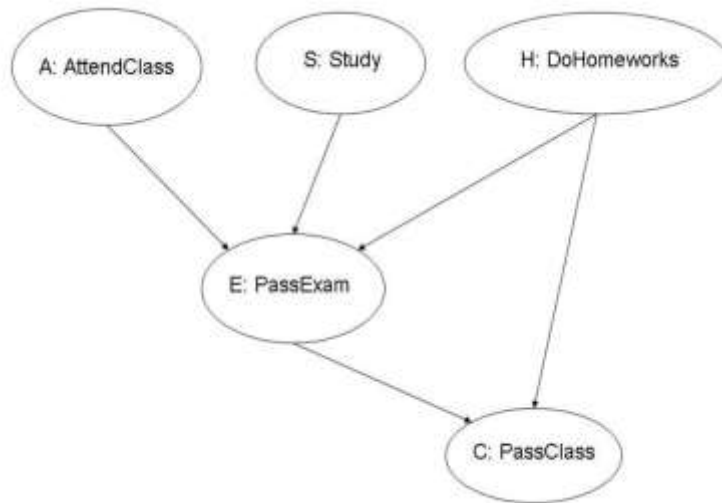 A: AttendClass
S: Study
H: DoHomeworks
E: PassExam
C: PassClass